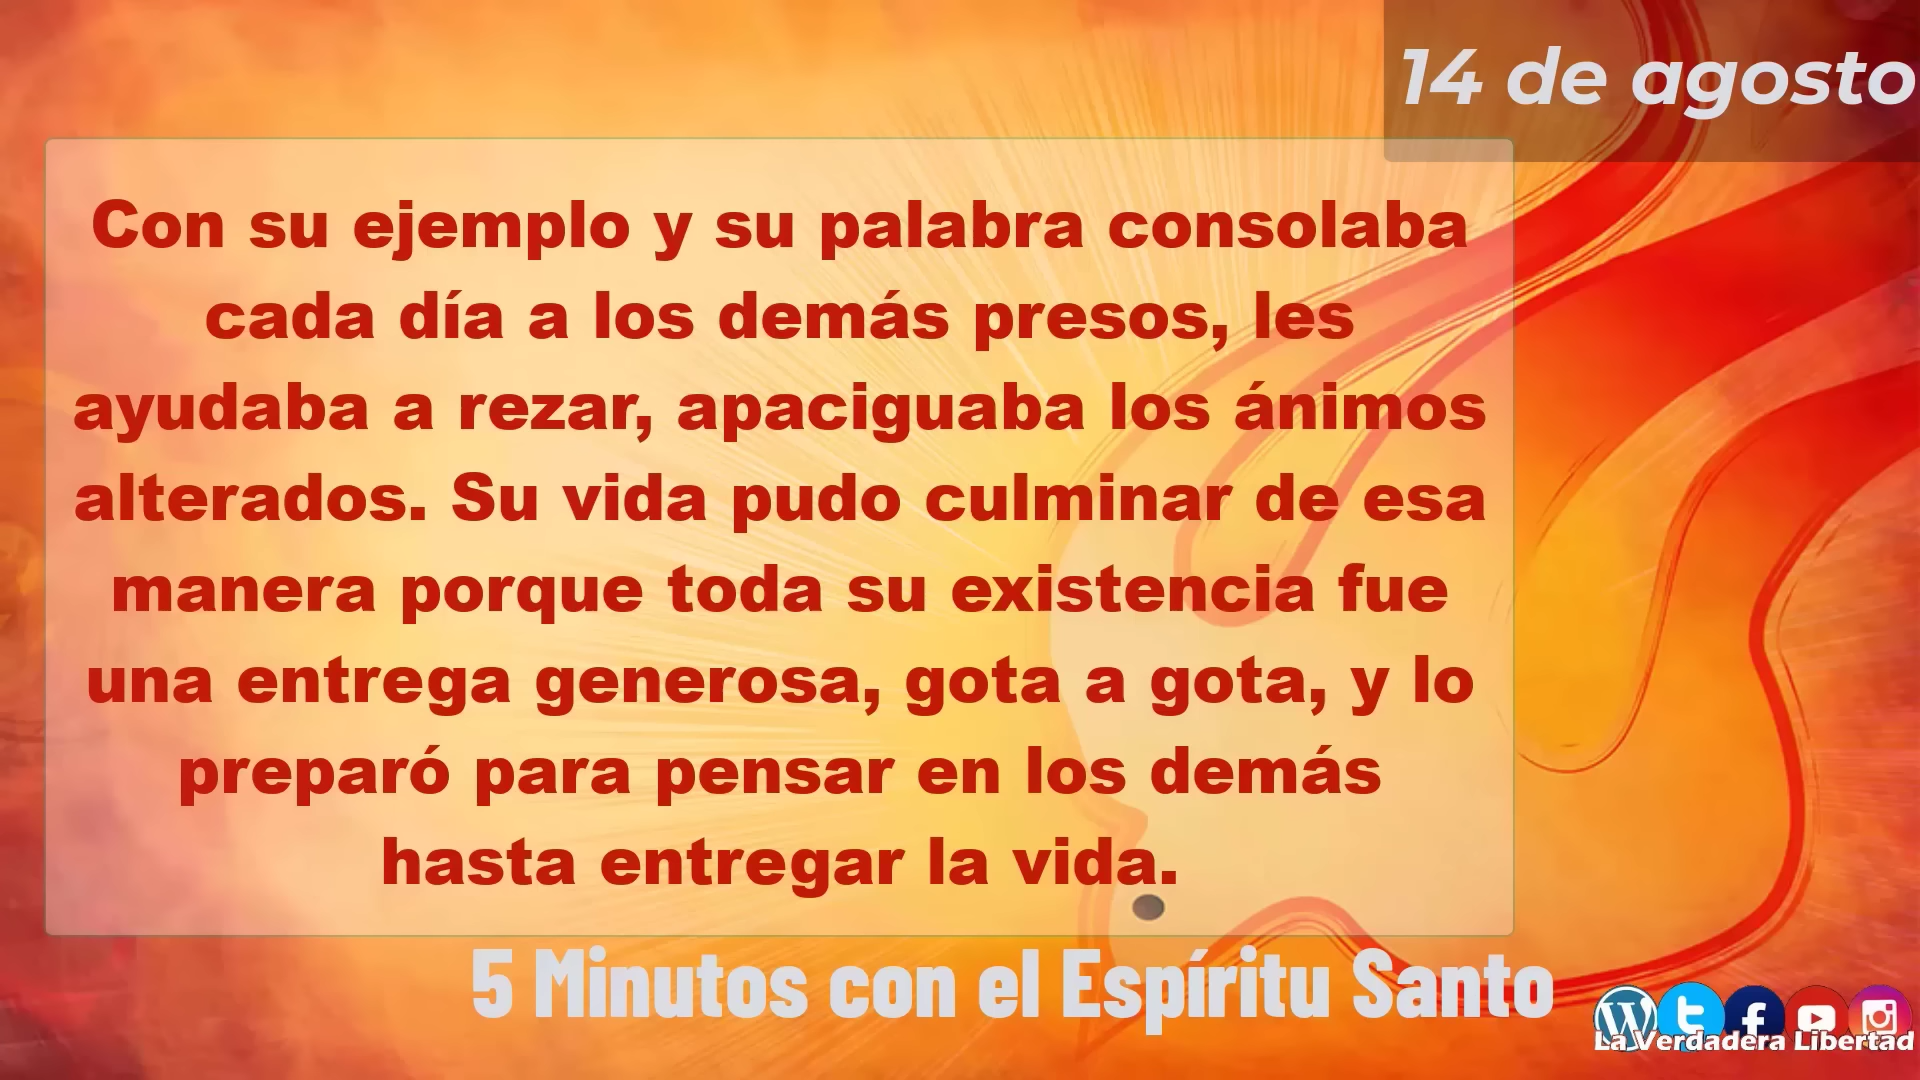 14 de agosto
Con su ejemplo y su palabra consolaba
cada día a los demás presos, les
ayudaba a rezar, apaciguaba los ánimos
alterados. Su vida pudo culminar de esa
manera porque toda su existencia fue
una entrega generosa, gota a gota, y lo
preparó para pensar en los demás
hasta entregar la vida.
5 Minutos con el Espíritu Santo
La Verdadera Libertad